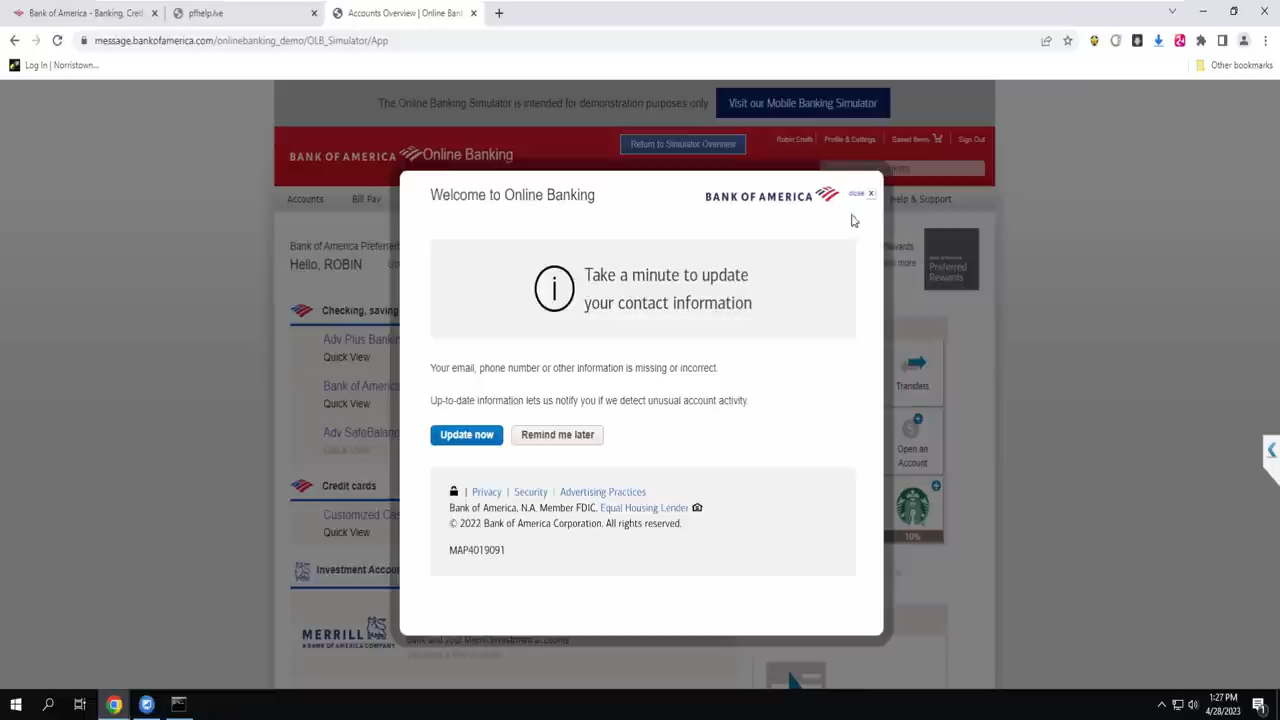 Bank of America - Banking, Cred
pfhelp.ive
Accounts Overview | Online Ban
message.bankofamerica.com/onlinebanking_demo/OLB_Simulator/App
Log In | Norristown...
Other bookmarks
The Online Banking Simulator is intended for demonstration purposes only
Visit our Mobile Banking Simulator
BANK OF AMERICA Online Banking
Return to Simulator Overview
Robin Smith
Profile & Settings
Saved Items
Sign Out
Accounts
Bill Pay
Help & Support
Welcome to Online Banking
BANK OF AMERICA
close x
Bank of America Preferre
Hello, ROBIN
wards
more
Preferred
Rewards
Take a minute to update
your contact information
Checking, saving
Adv Plus Bankin
Quick View
Bank of America
Quick View
Adv SafeBalanc
Your email, phone number or other information is missing or incorrect.
Up-to-date information lets us notify you if we detect unusual account activity.
Update now
Remind me later
Transfers
Open an
Account
10%
Credit cards
Customized Cas
Quick View
Investment Accou
MERRILL
A BANK OF AMERICA COMPANY
Privacy | Security | Advertising Practices
Bank of America, N.A. Member FDIC. Equal Housing Lender
© 2022 Bank of America Corporation. All rights reserved.
MAP4019091
1:27 PM
4/28/2023